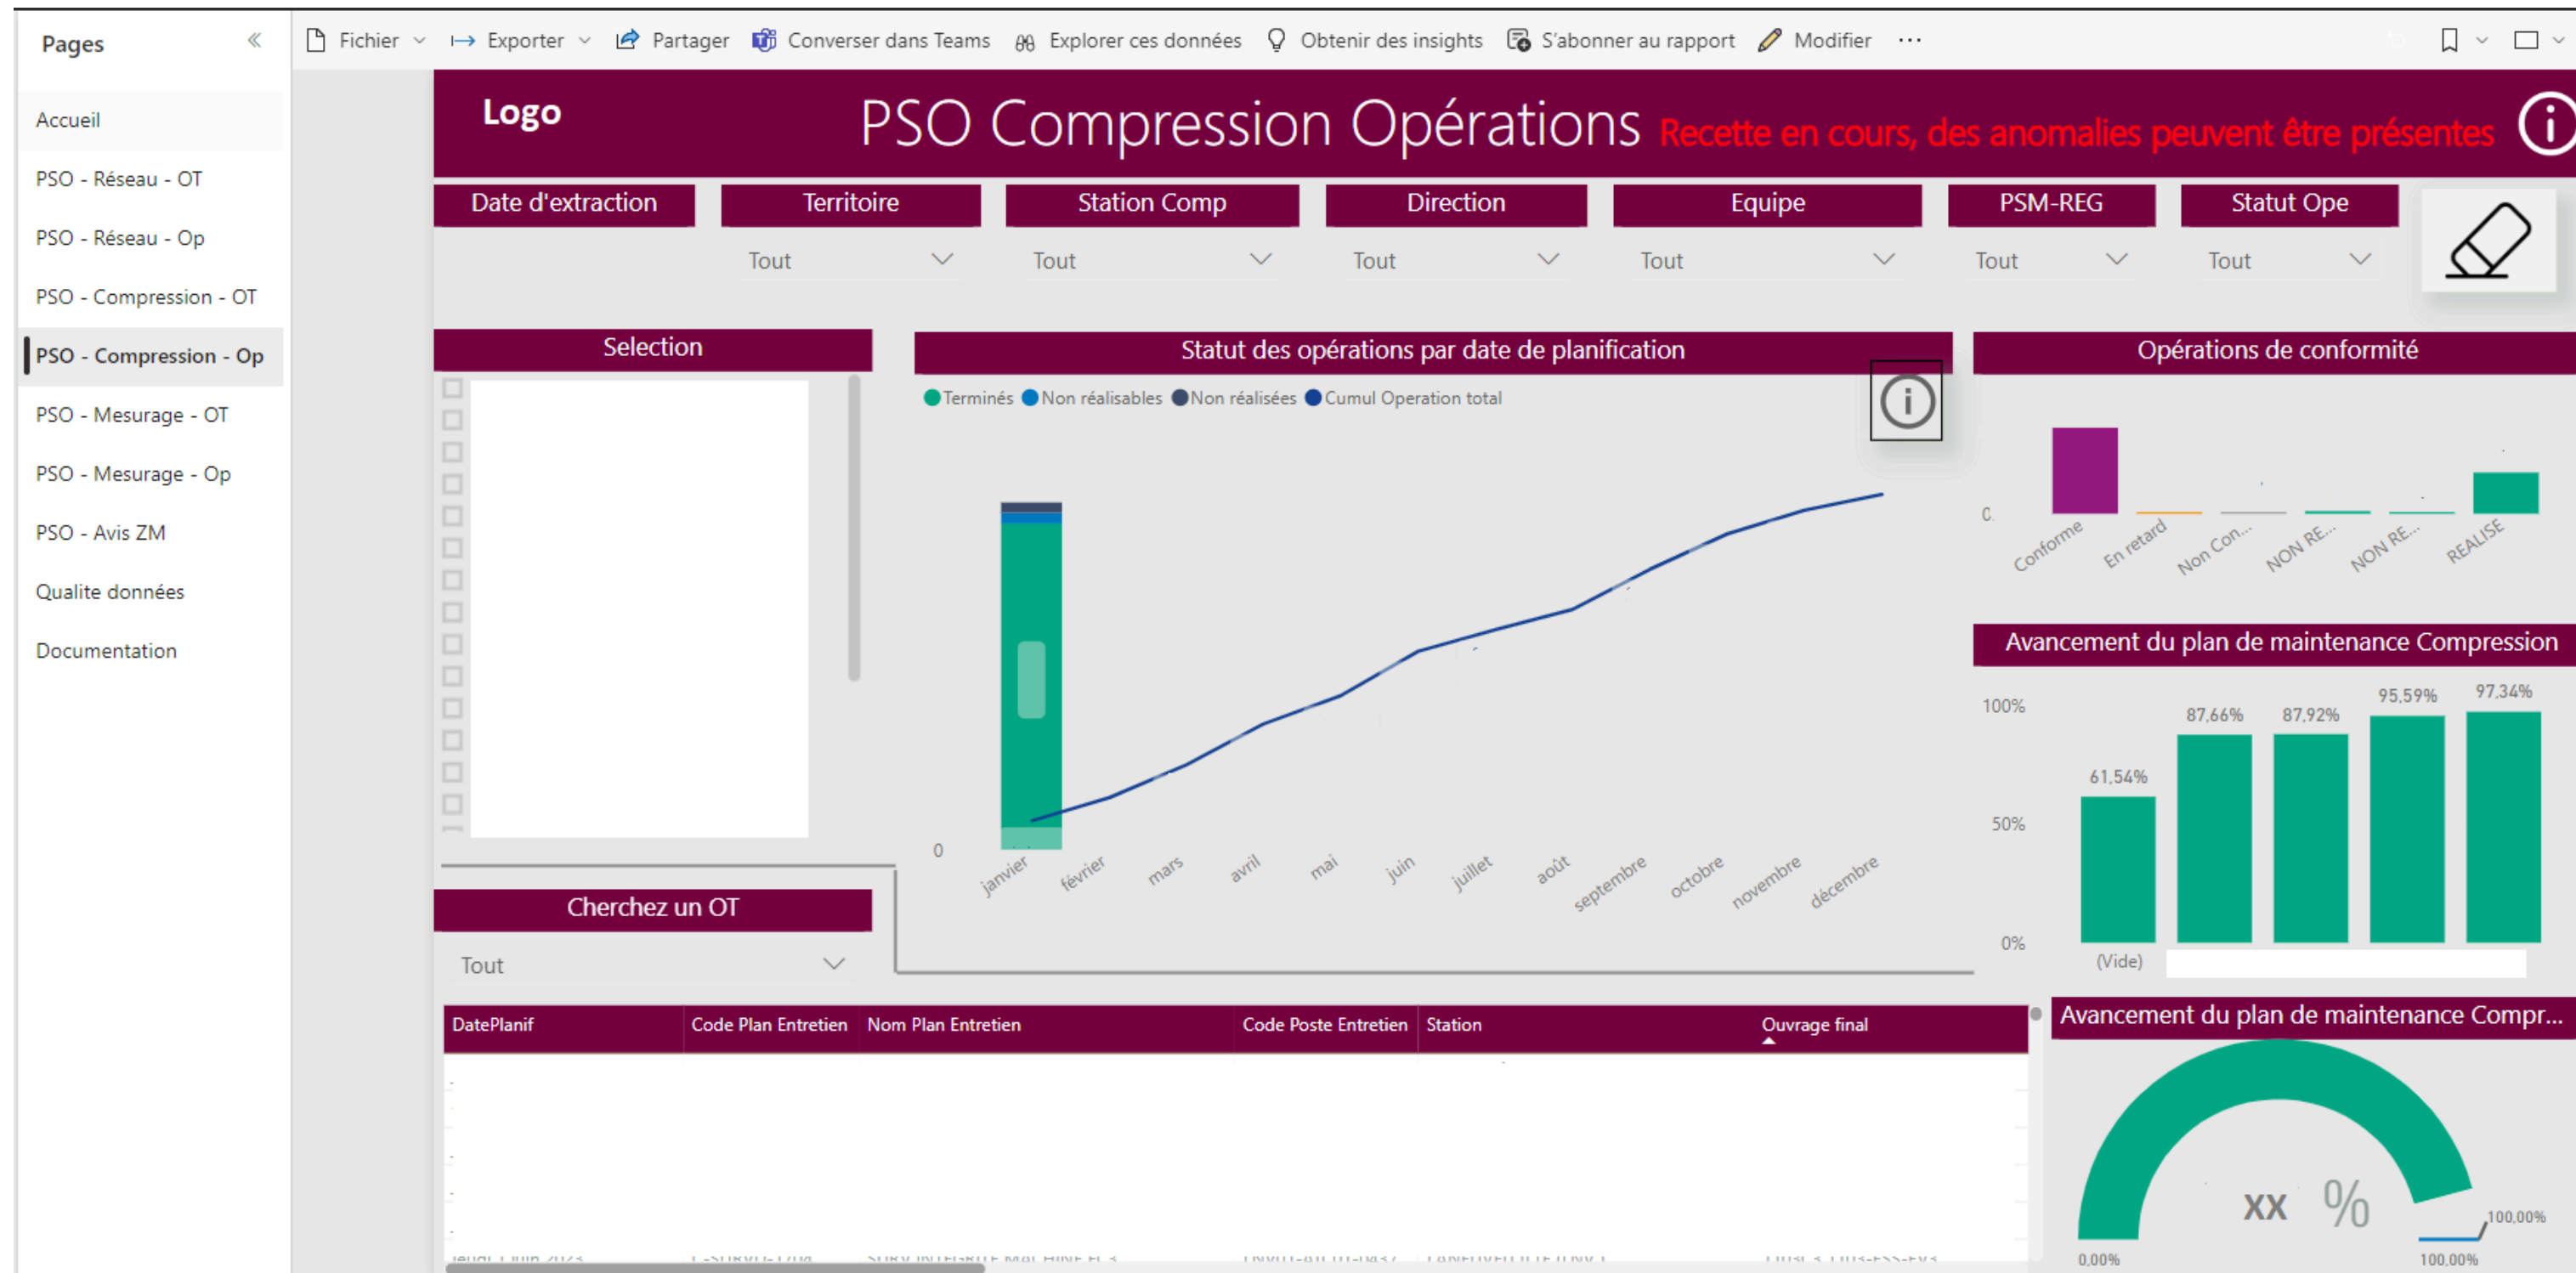 Pages
Accueil
PSO - Réseau - OT
PSO - Réseau - Op
PSO - Compression - OT
PSO - Compression - Op
PSO - Mesurage - OT
PSO - Mesurage - Op
PSO - Avis ZM
Qualite données
Documentation
Fichier Exporter Partager Converser dans Teams Explorer ces données Obtenir des insights S'abonner au rapport Modifier ...
Logo
PSO Compression Opérations Recette en cours, des anomalies peuvent être présentes
Date d'extraction Territoire Station Comp Direction Equipe PSM-REG Statut Ope
Tout Tout Tout Tout Tout Tout
Selection
Statut des opérations par date de planification
Terminés Non réalisables Non réalisées Cumul Operation total
0
janvier février mars avril mai juin juillet août septembre octobre novembre décembre
Opérations de conformité
Conforme En retard Non Con... NON RE... NON RE... REALISE
Avancement du plan de maintenance Compression
100%
50%
0%
61,54% 87,66% 87,92% 95,59% 97,34%
(Vide)
Cherchez un OT
Tout
DatePlanif Code Plan Entretien Nom Plan Entretien Code Poste Entretien Station Ouvrage final
Avancement du plan de maintenance Compr...
xx %
100,00%
0,00% 100,00%